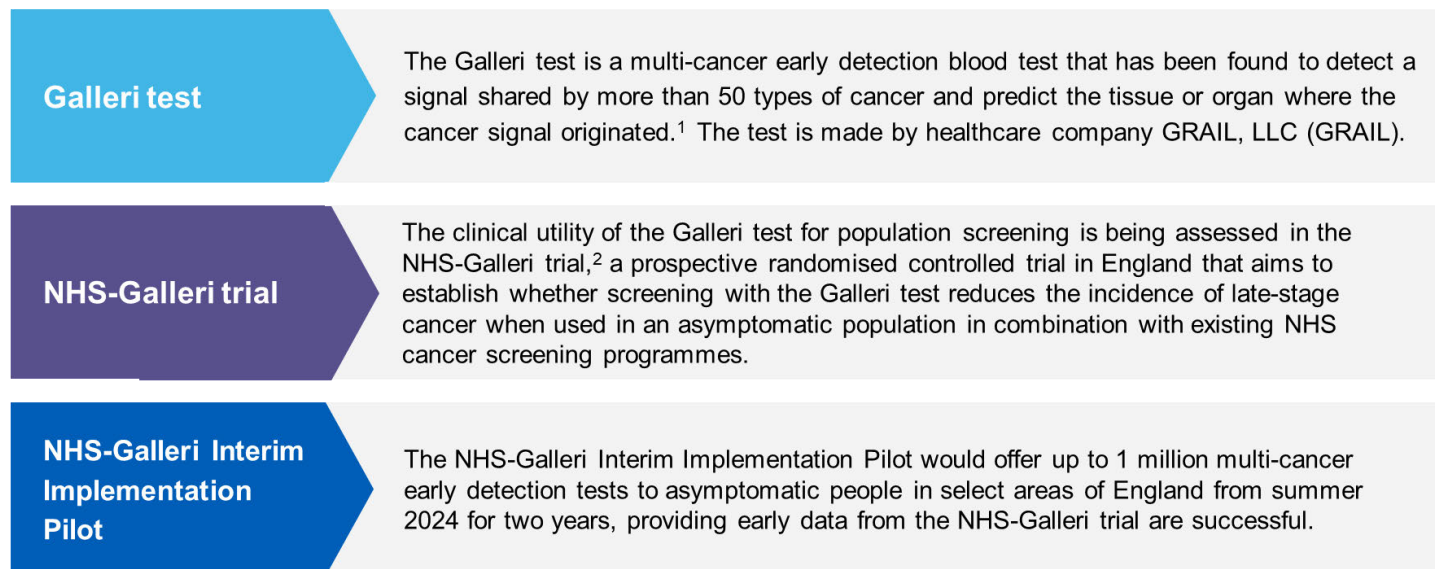 Galleri test
The Galleri test is a multi-cancer early detection blood test that has been found to detect a
signal shared by more than 50 types of cancer and predict the tissue or organ where the
cancer signal originated.¹ The test is made by healthcare company GRAIL, LLC (GRAIL).
NHS-Galleri trial
The clinical utility of the Galleri test for population screening is being assessed in the
NHS-Galleri trial,² a prospective randomised controlled trial in England that aims to
establish whether screening with the Galleri test reduces the incidence of late-stage
cancer when used in an asymptomatic population in combination with existing NHS
cancer screening programmes.
NHS-Galleri Interim
Implementation
Pilot
The NHS-Galleri Interim Implementation Pilot would offer up to 1 million multi-cancer
early detection tests to asymptomatic people in select areas of England from summer
2024 for two years, providing early data from the NHS-Galleri trial are successful.